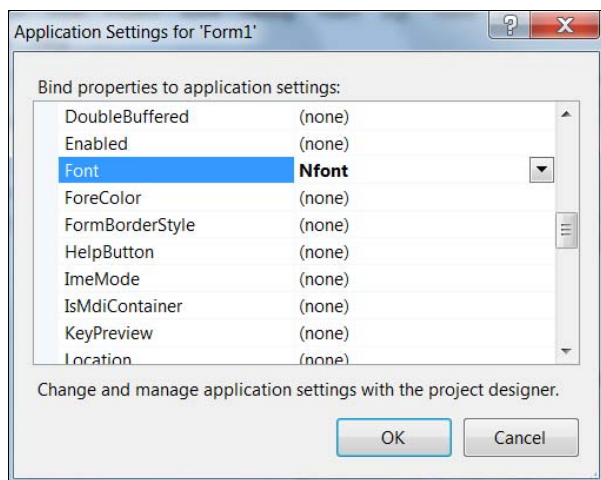 Application Settings for 'Form1'
Bind properties to application settings:
DoubleBuffered (none)
Enabled (none)
Font Nfont
ForeColor (none)
FormBorderStyle (none)
HelpButton (none)
ImeMode (none)
IsMdiContainer (none)
KeyPreview (none)
Location (none)
Change and manage application settings with the project designer.
OK Cancel